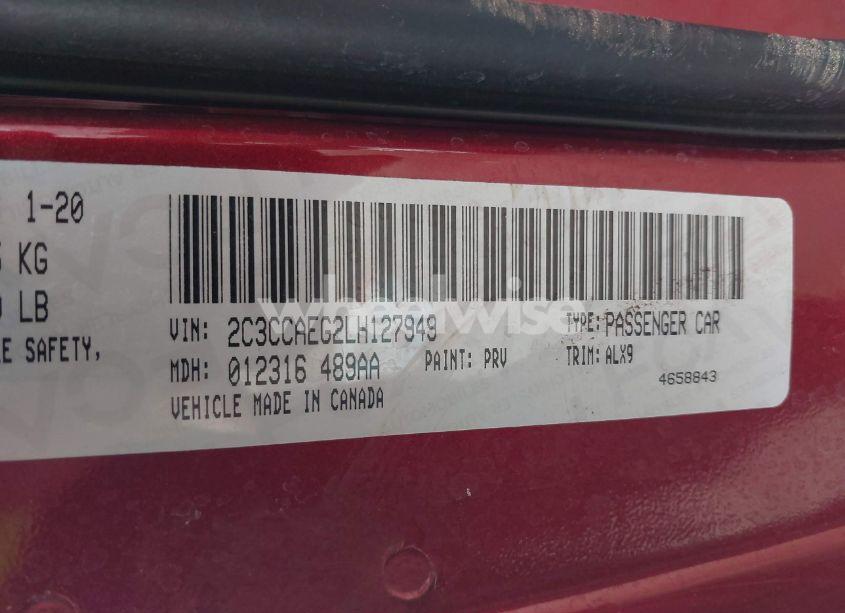 1-20
KG
LB
SAFETY,
wheelwise
VIN: 2C3CCAEG2LH127949 TYPE: PASSENGER CAR
MDH: 012316 489AA PAINT: PRV TRIM: ALX9
4658843
VEHICLE MADE IN CANADA